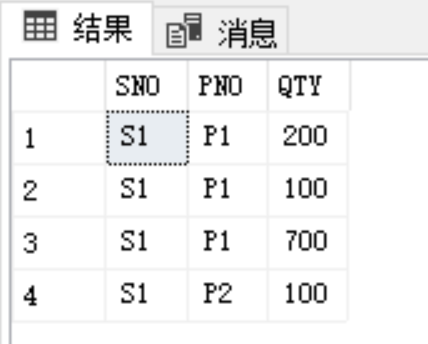 结果 消息
SNO PNO QTY
1 S1 P1 200
2 S1 P1 100
3 S1 P1 700
4 S1 P2 100